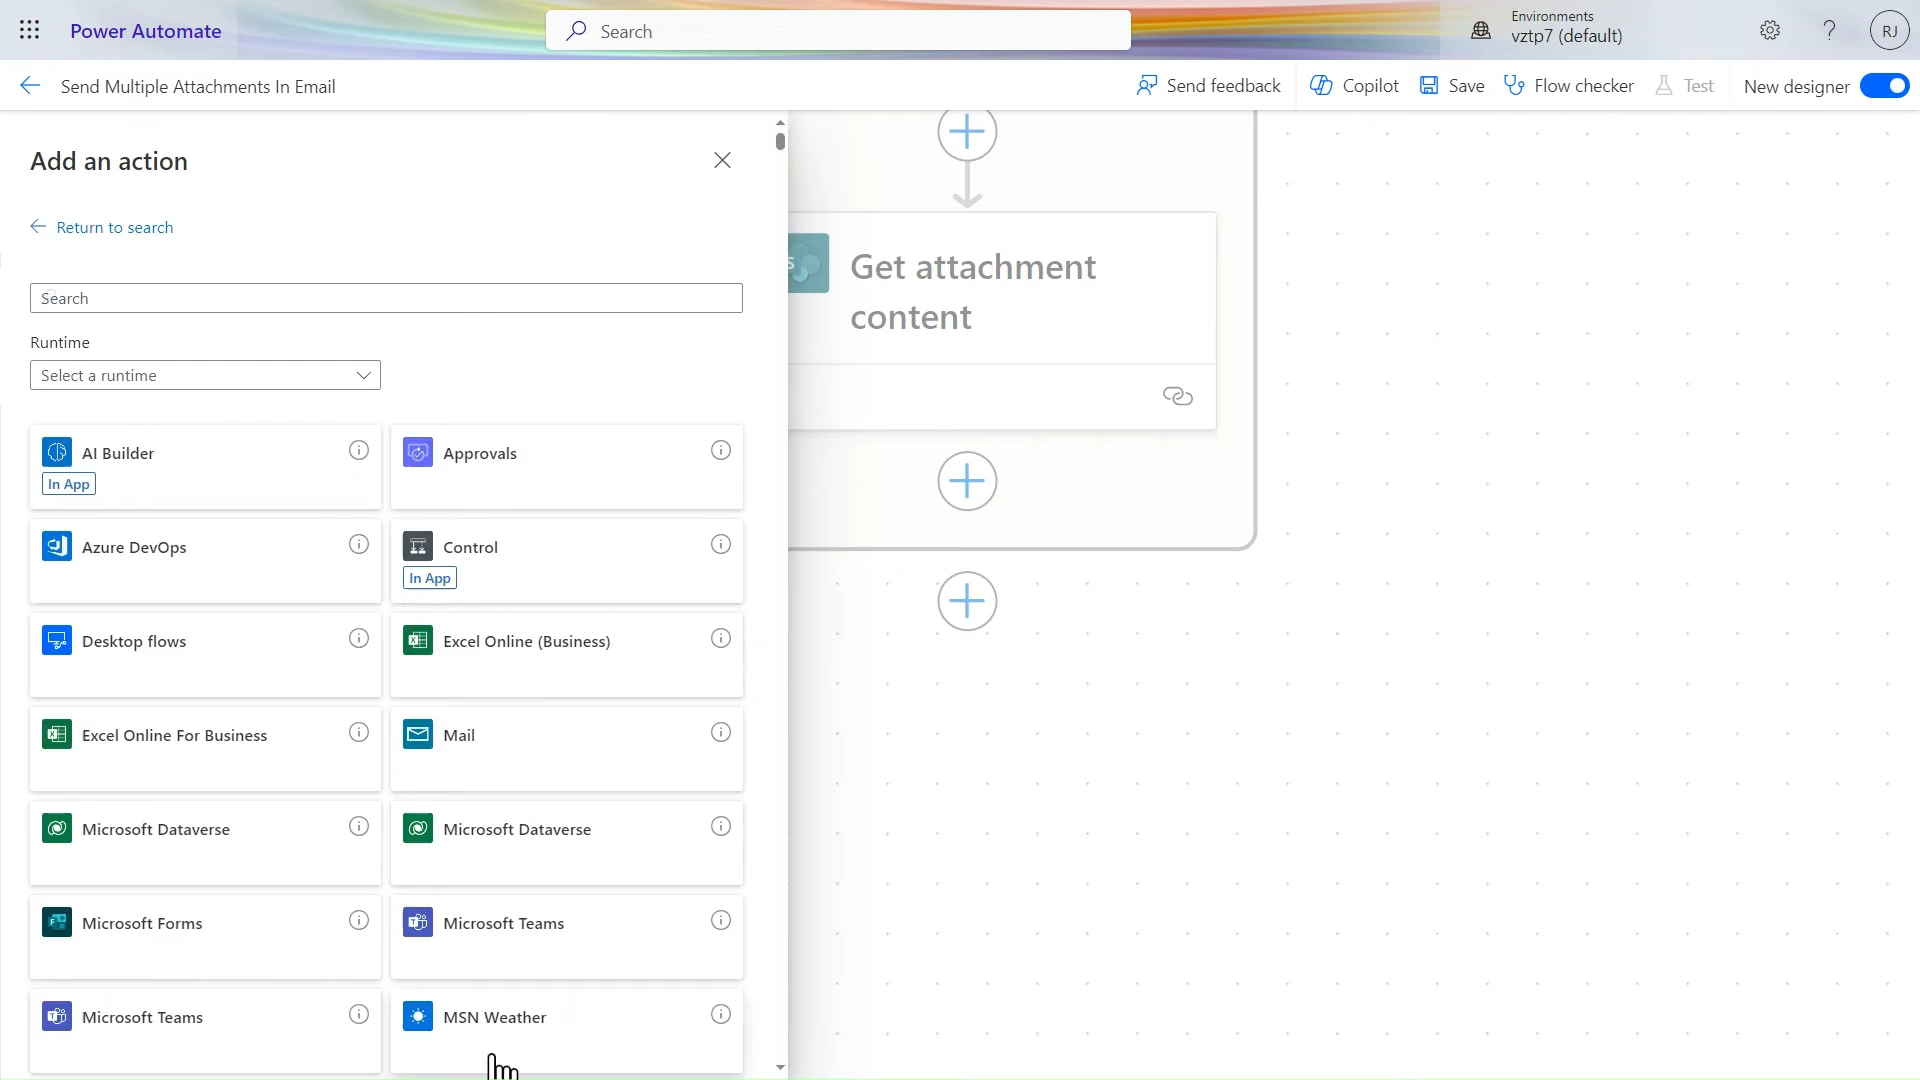 Power Automate
Search
Environments
vztp7 (default)
RJ
Send Multiple Attachments In Email
Send feedback
Copilot
Save
Flow checker
Test
New designer
Add an action
Return to search
Search
Runtime
Select a runtime
AI Builder
In App
Approvals
Azure DevOps
Control
In App
Desktop flows
Excel Online (Business)
Excel Online For Business
Mail
Microsoft Dataverse
Microsoft Dataverse
Microsoft Forms
Microsoft Teams
Microsoft Teams
MSN Weather
Get attachment
content